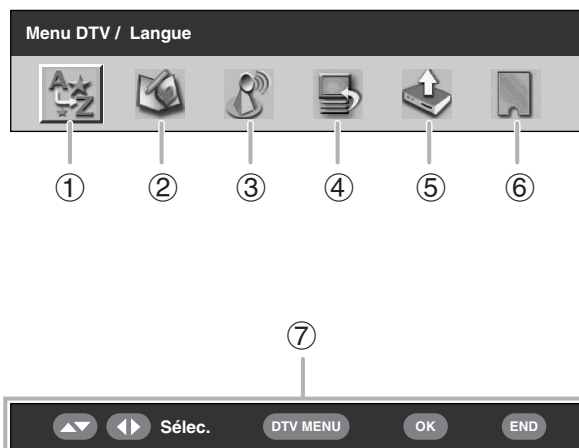 Menu DTV / Langue
① ② ③ ④ ⑤ ⑥
⑦
Sélec. DTV MENU OK END